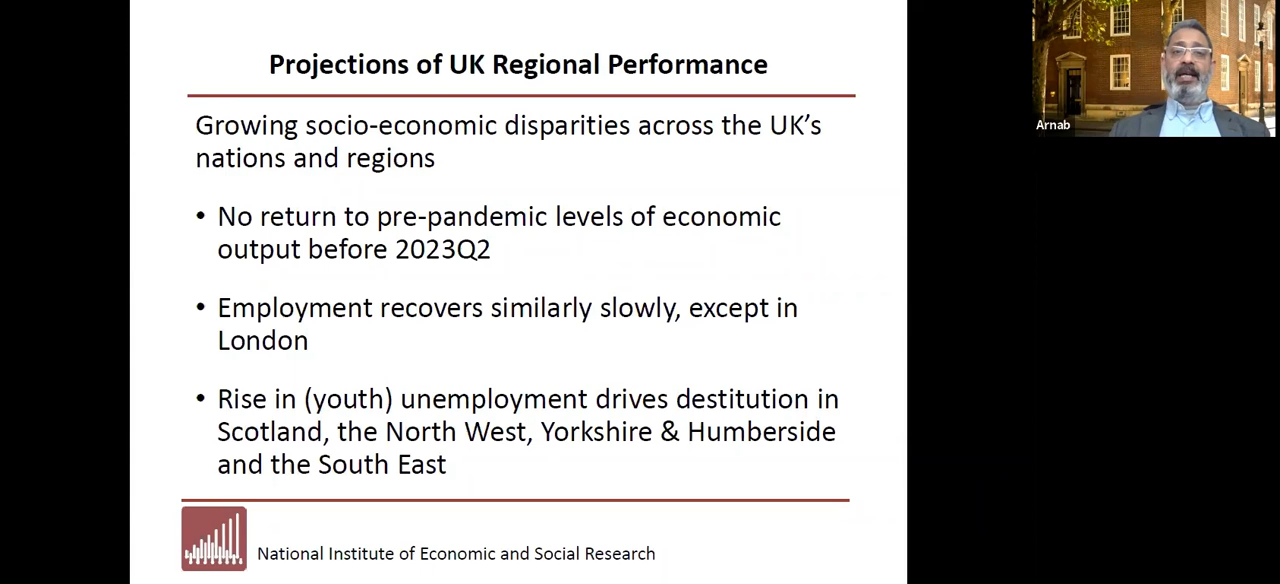 Projections of UK Regional Performance
Growing socio-economic disparities across the UK’s
nations and regions
• No return to pre-pandemic levels of economic
output before 2023Q2
• Employment recovers similarly slowly, except in
London
• Rise in (youth) unemployment drives destitution in
Scotland, the North West, Yorkshire & Humberside
and the South East
National Institute of Economic and Social Research
Arnab